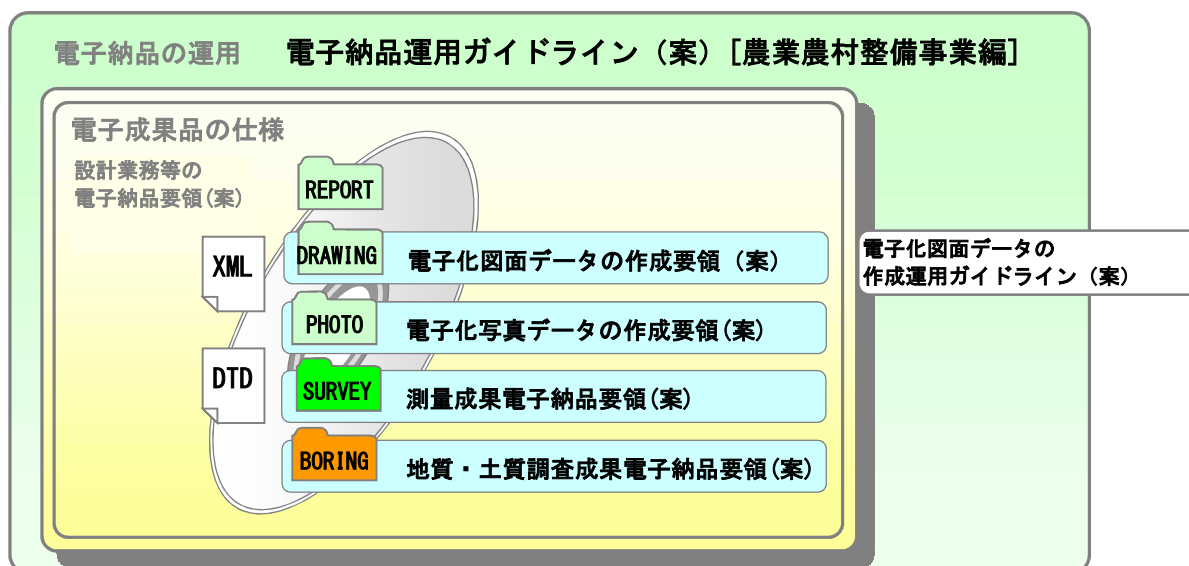 電子納品の運用 電子納品運用ガイドライン（案）[農業農村整備事業編]
電子成果品の仕様
設計業務等の
電子納品要領(案)
REPORT
XML
DRAWING 電子化図面データの作成要領（案）
電子化図面データの
作成運用ガイドライン（案）
PHOTO 電子化写真データの作成要領(案)
DTD
SURVEY 測量成果電子納品要領(案)
BORING 地質・土質調査成果電子納品要領(案)